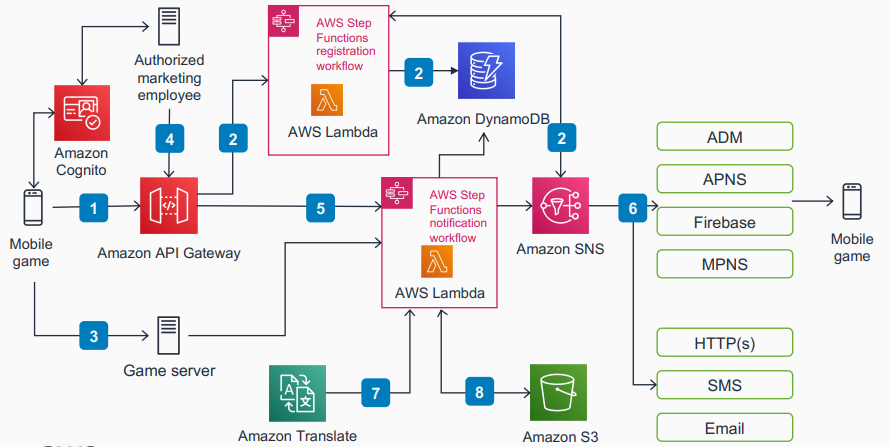 Authorized
marketing
employee
AWS Step
Functions
registration
workflow
AWS Lambda
2
Amazon DynamoDB
2
2
4
Amazon
Cognito
Mobile
game
1
Amazon API Gateway
5
AWS Step
Functions
notification
workflow
AWS Lambda
Amazon SNS
6
ADM
APNS
Firebase
MPNS
Mobile
game
3
Game server
7
Amazon Translate
8
Amazon S3
HTTP(s)
SMS
Email